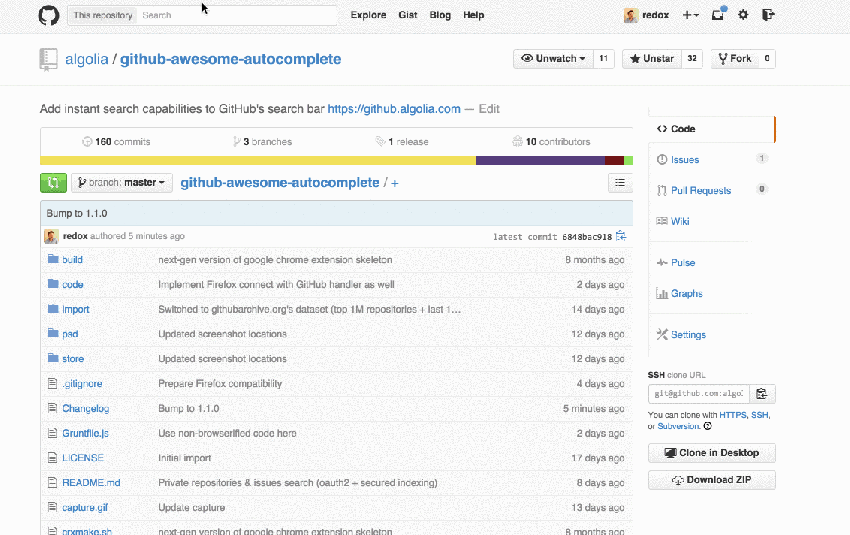 This repository Search Explore Gist Blog Help redox
algolia / github-awesome-autocomplete Unwatch 11 Unstar 32 Fork 0
Add instant search capabilities to GitHub's search bar https://github.algolia.com — Edit
160 commits 3 branches 1 release 10 contributors
branch: master github-awesome-autocomplete / +
Bump to 1.1.0
redox authored 5 minutes ago latest commit 6848bac918
build next-gen version of google chrome extension skeleton 8 months ago
code Implement Firefox connect with GitHub handler as well 2 days ago
import Switched to githubarchive.org's dataset (top 1M repositories + last 1… 14 days ago
psd Updated screenshot locations 12 days ago
store Updated screenshot locations 12 days ago
.gitignore Prepare Firefox compatibility 4 days ago
Changelog Bump to 1.1.0 5 minutes ago
Gruntfile.js Use non-browserified code here 2 days ago
LICENSE Initial import 17 days ago
README.md Private repositories & issues search (oauth2 + secured indexing) 8 days ago
capture.gif Update capture 13 days ago
crxmake.sh next-gen version of google chrome extension skeleton 8 months ago
Code
Issues 1
Pull Requests 0
Wiki
Pulse
Graphs
Settings
SSH clone URL
git@github.com:algol
You can clone with HTTPS, SSH,
or Subversion.
Clone in Desktop
Download ZIP